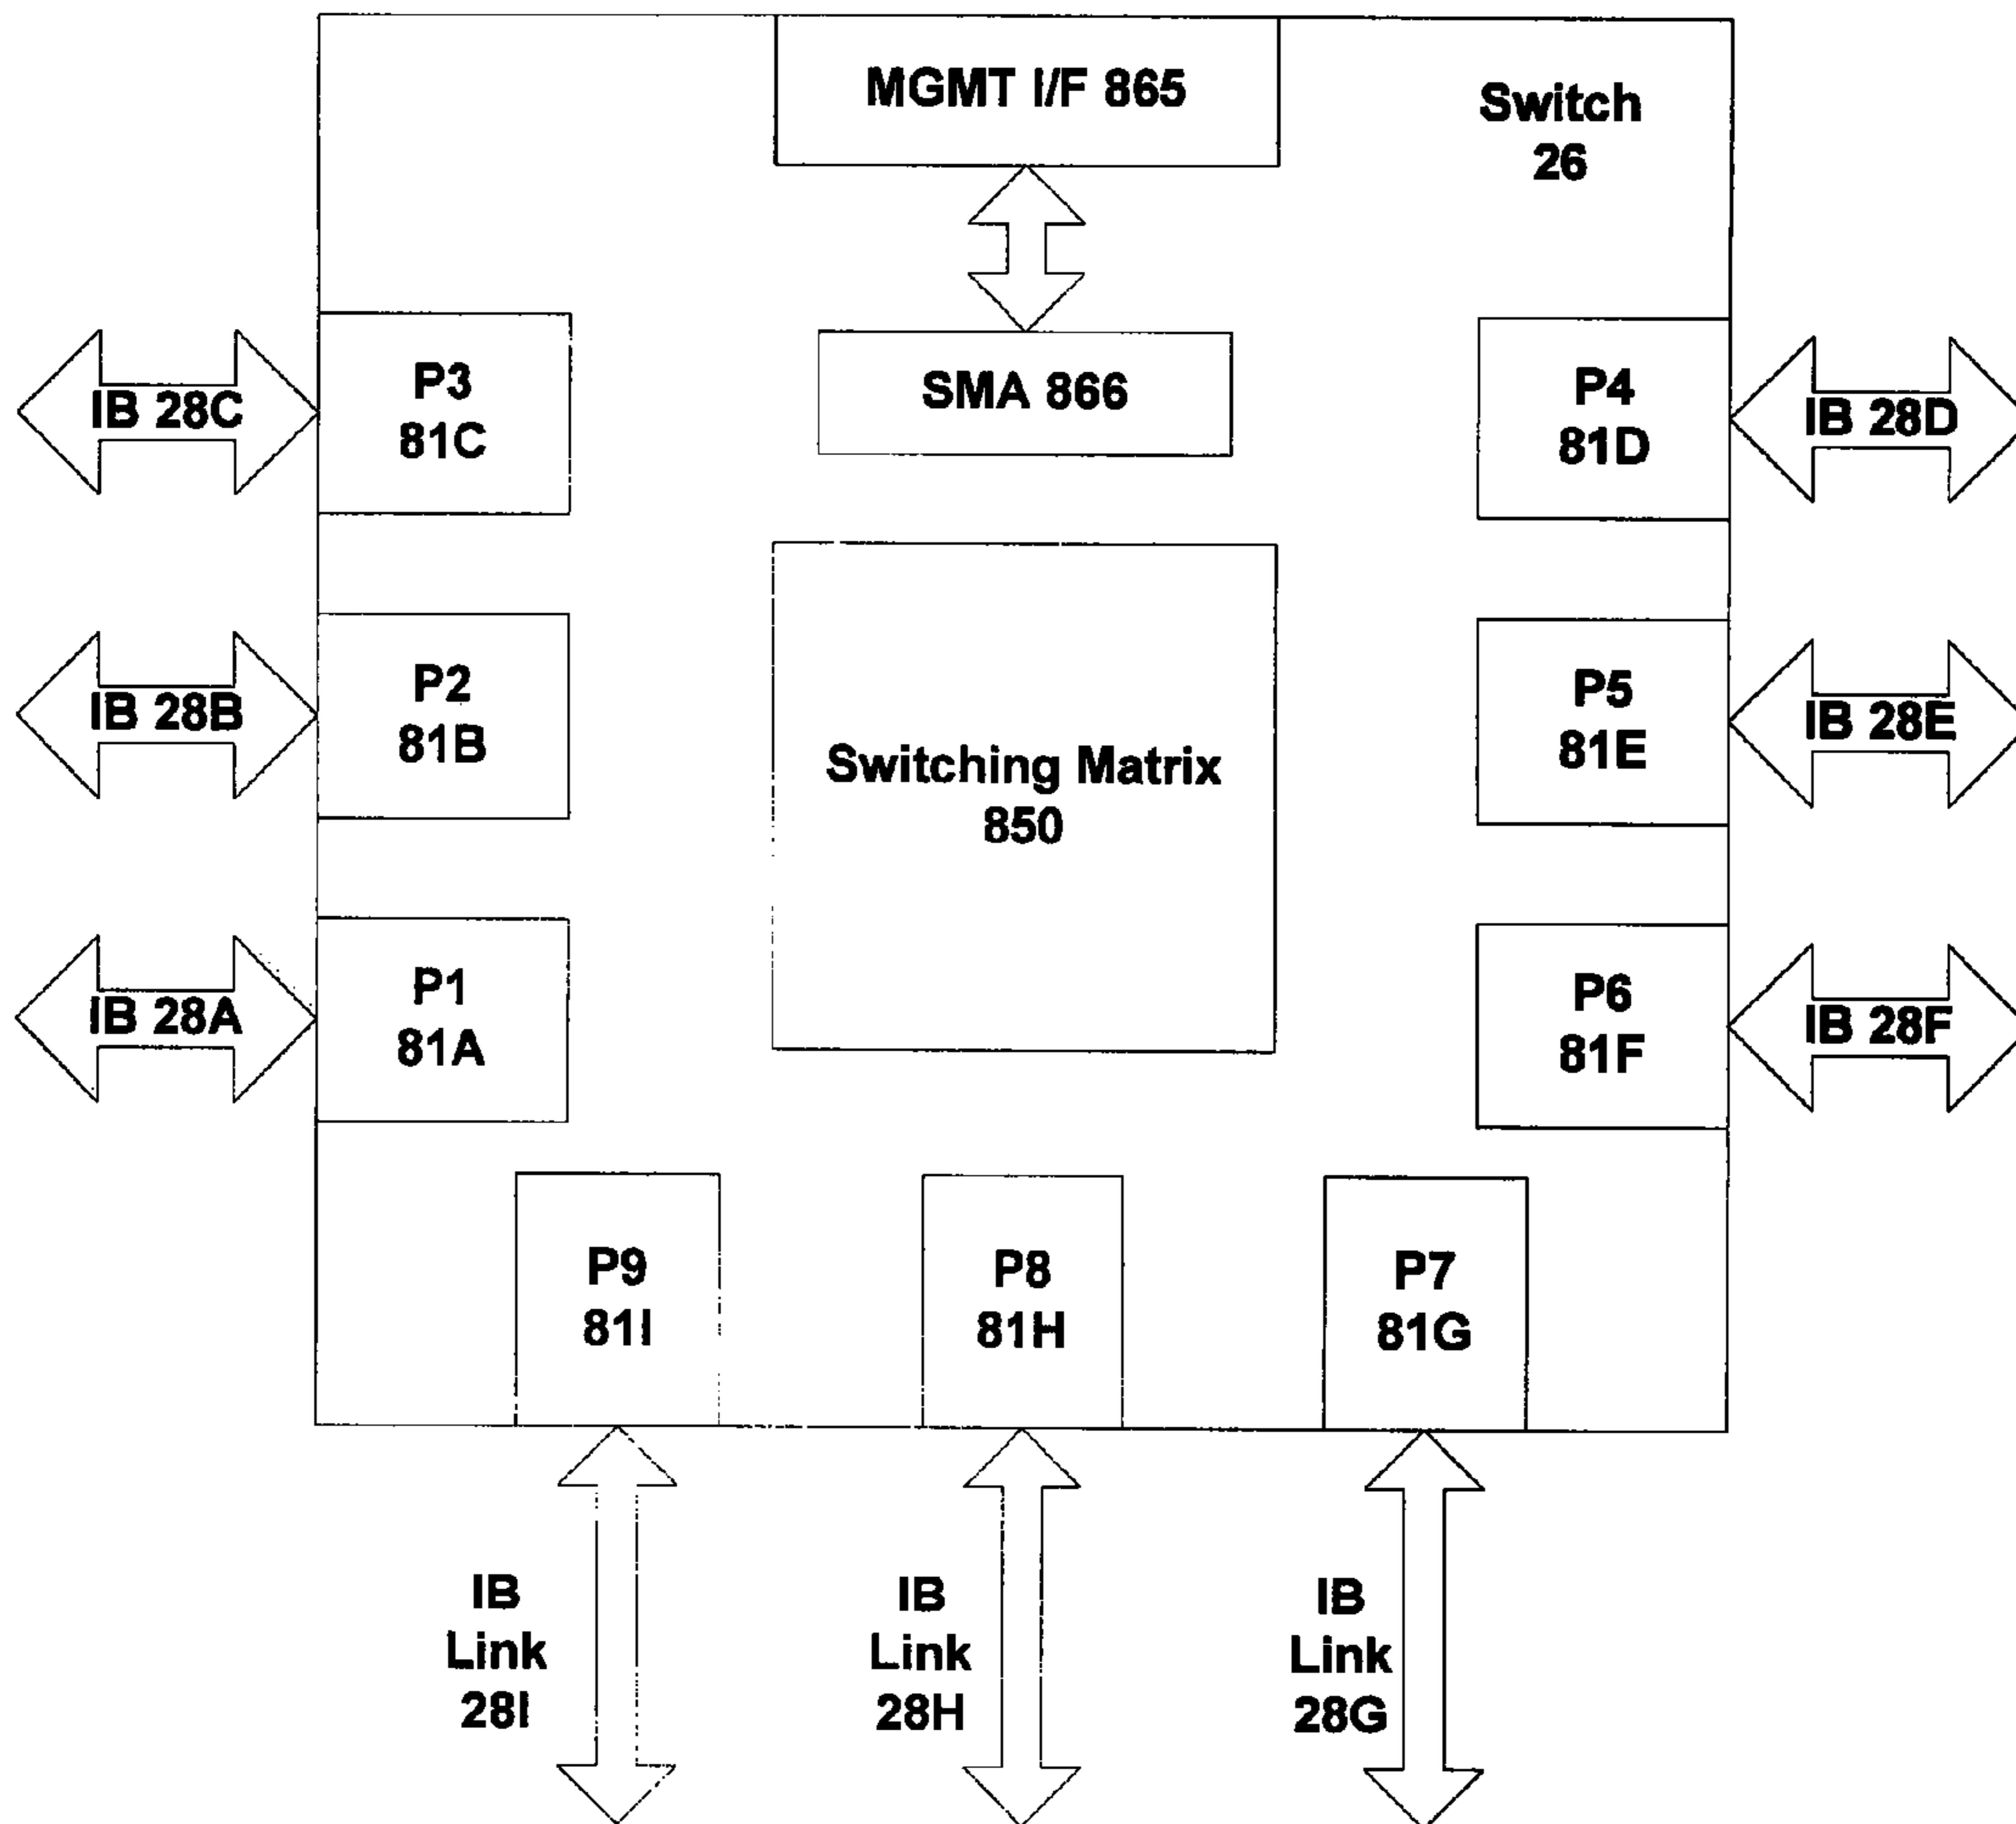 MGMT I/F 865
Switch
26
SMA 866
IB 28C
P3
81C
P4
81D
IB 28D
IB 28B
P2
81B
Switching Matrix
850
P5
81E
IB 28E
IB 28A
P1
81A
P6
81F
IB 28F
P9
81I
P8
81H
P7
81G
IB
Link
28I
IB
Link
28H
IB
Link
28G